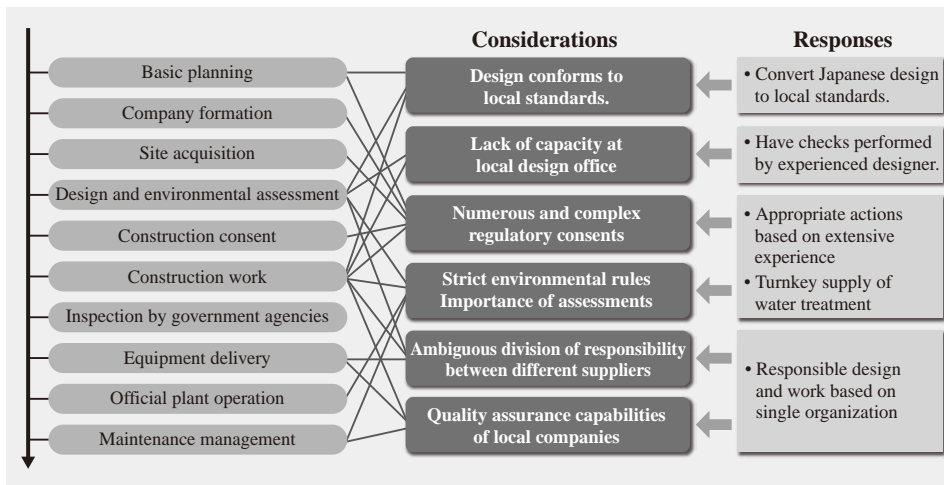 Considerations
Responses
Basic planning
Company formation
Site acquisition
Design and environmental assessment
Construction consent
Construction work
Inspection by government agencies
Equipment delivery
Official plant operation
Maintenance management
Design conforms to
local standards.
Lack of capacity at
local design office
Numerous and complex
regulatory consents
Strict environmental rules
Importance of assessments
Ambiguous division of responsibility
between different suppliers
Quality assurance capabilities
of local companies
• Convert Japanese design
to local standards.
• Have checks performed
by experienced designer.
• Appropriate actions
based on extensive
experience
• Turnkey supply of
water treatment
• Responsible design
and work based on
single organization